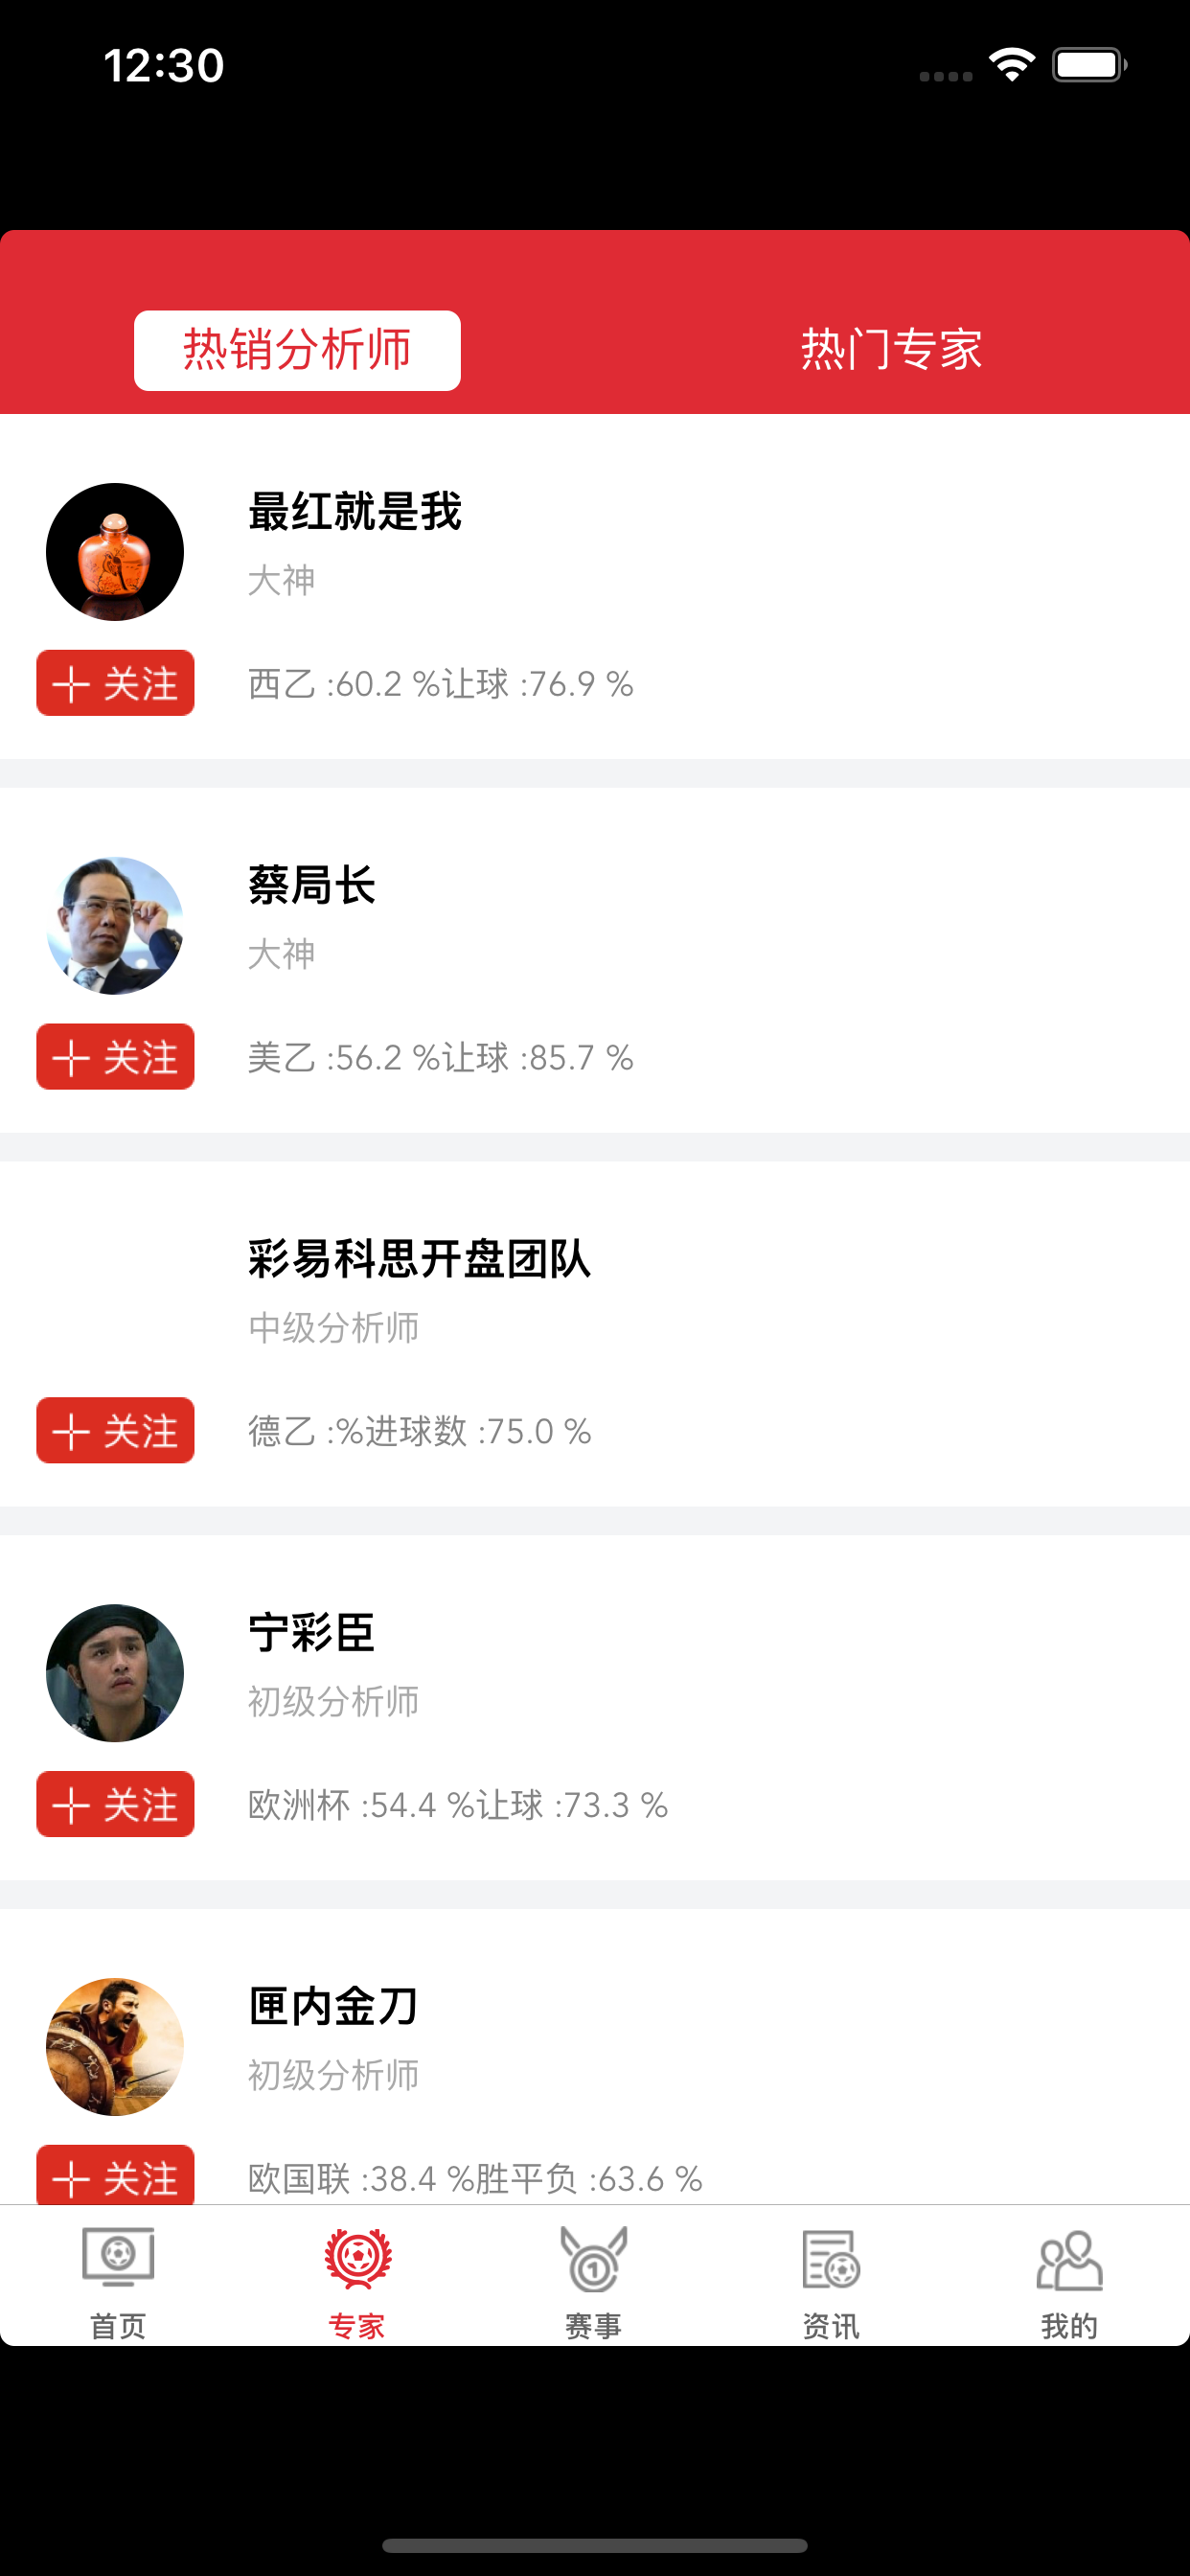 12:30
热销分析师 热门专家
最红就是我
大神
关注 西乙 :60.2 %让球 :76.9 %
蔡局长
大神
关注 美乙 :56.2 %让球 :85.7 %
彩易科思开盘团队
中级分析师
关注 德乙 :%进球数 :75.0 %
宁彩臣
初级分析师
关注 欧洲杯 :54.4 %让球 :73.3 %
匣内金刀
初级分析师
关注 欧国联 :38.4 %胜平负 :63.6 %
1
首页 专家 赛事 资讯 我的